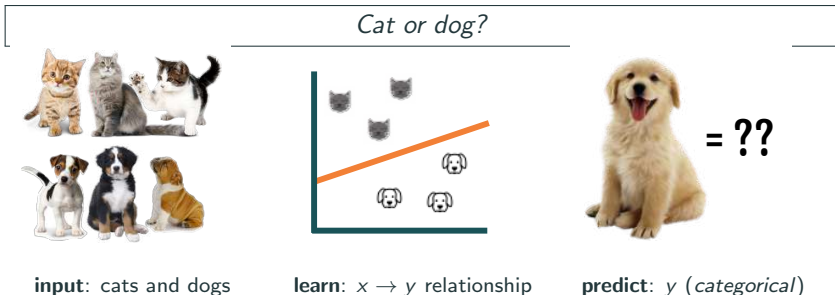 Cat or dog?
= ??
input: cats and dogs
learn: x → y relationship
predict: y (categorical)